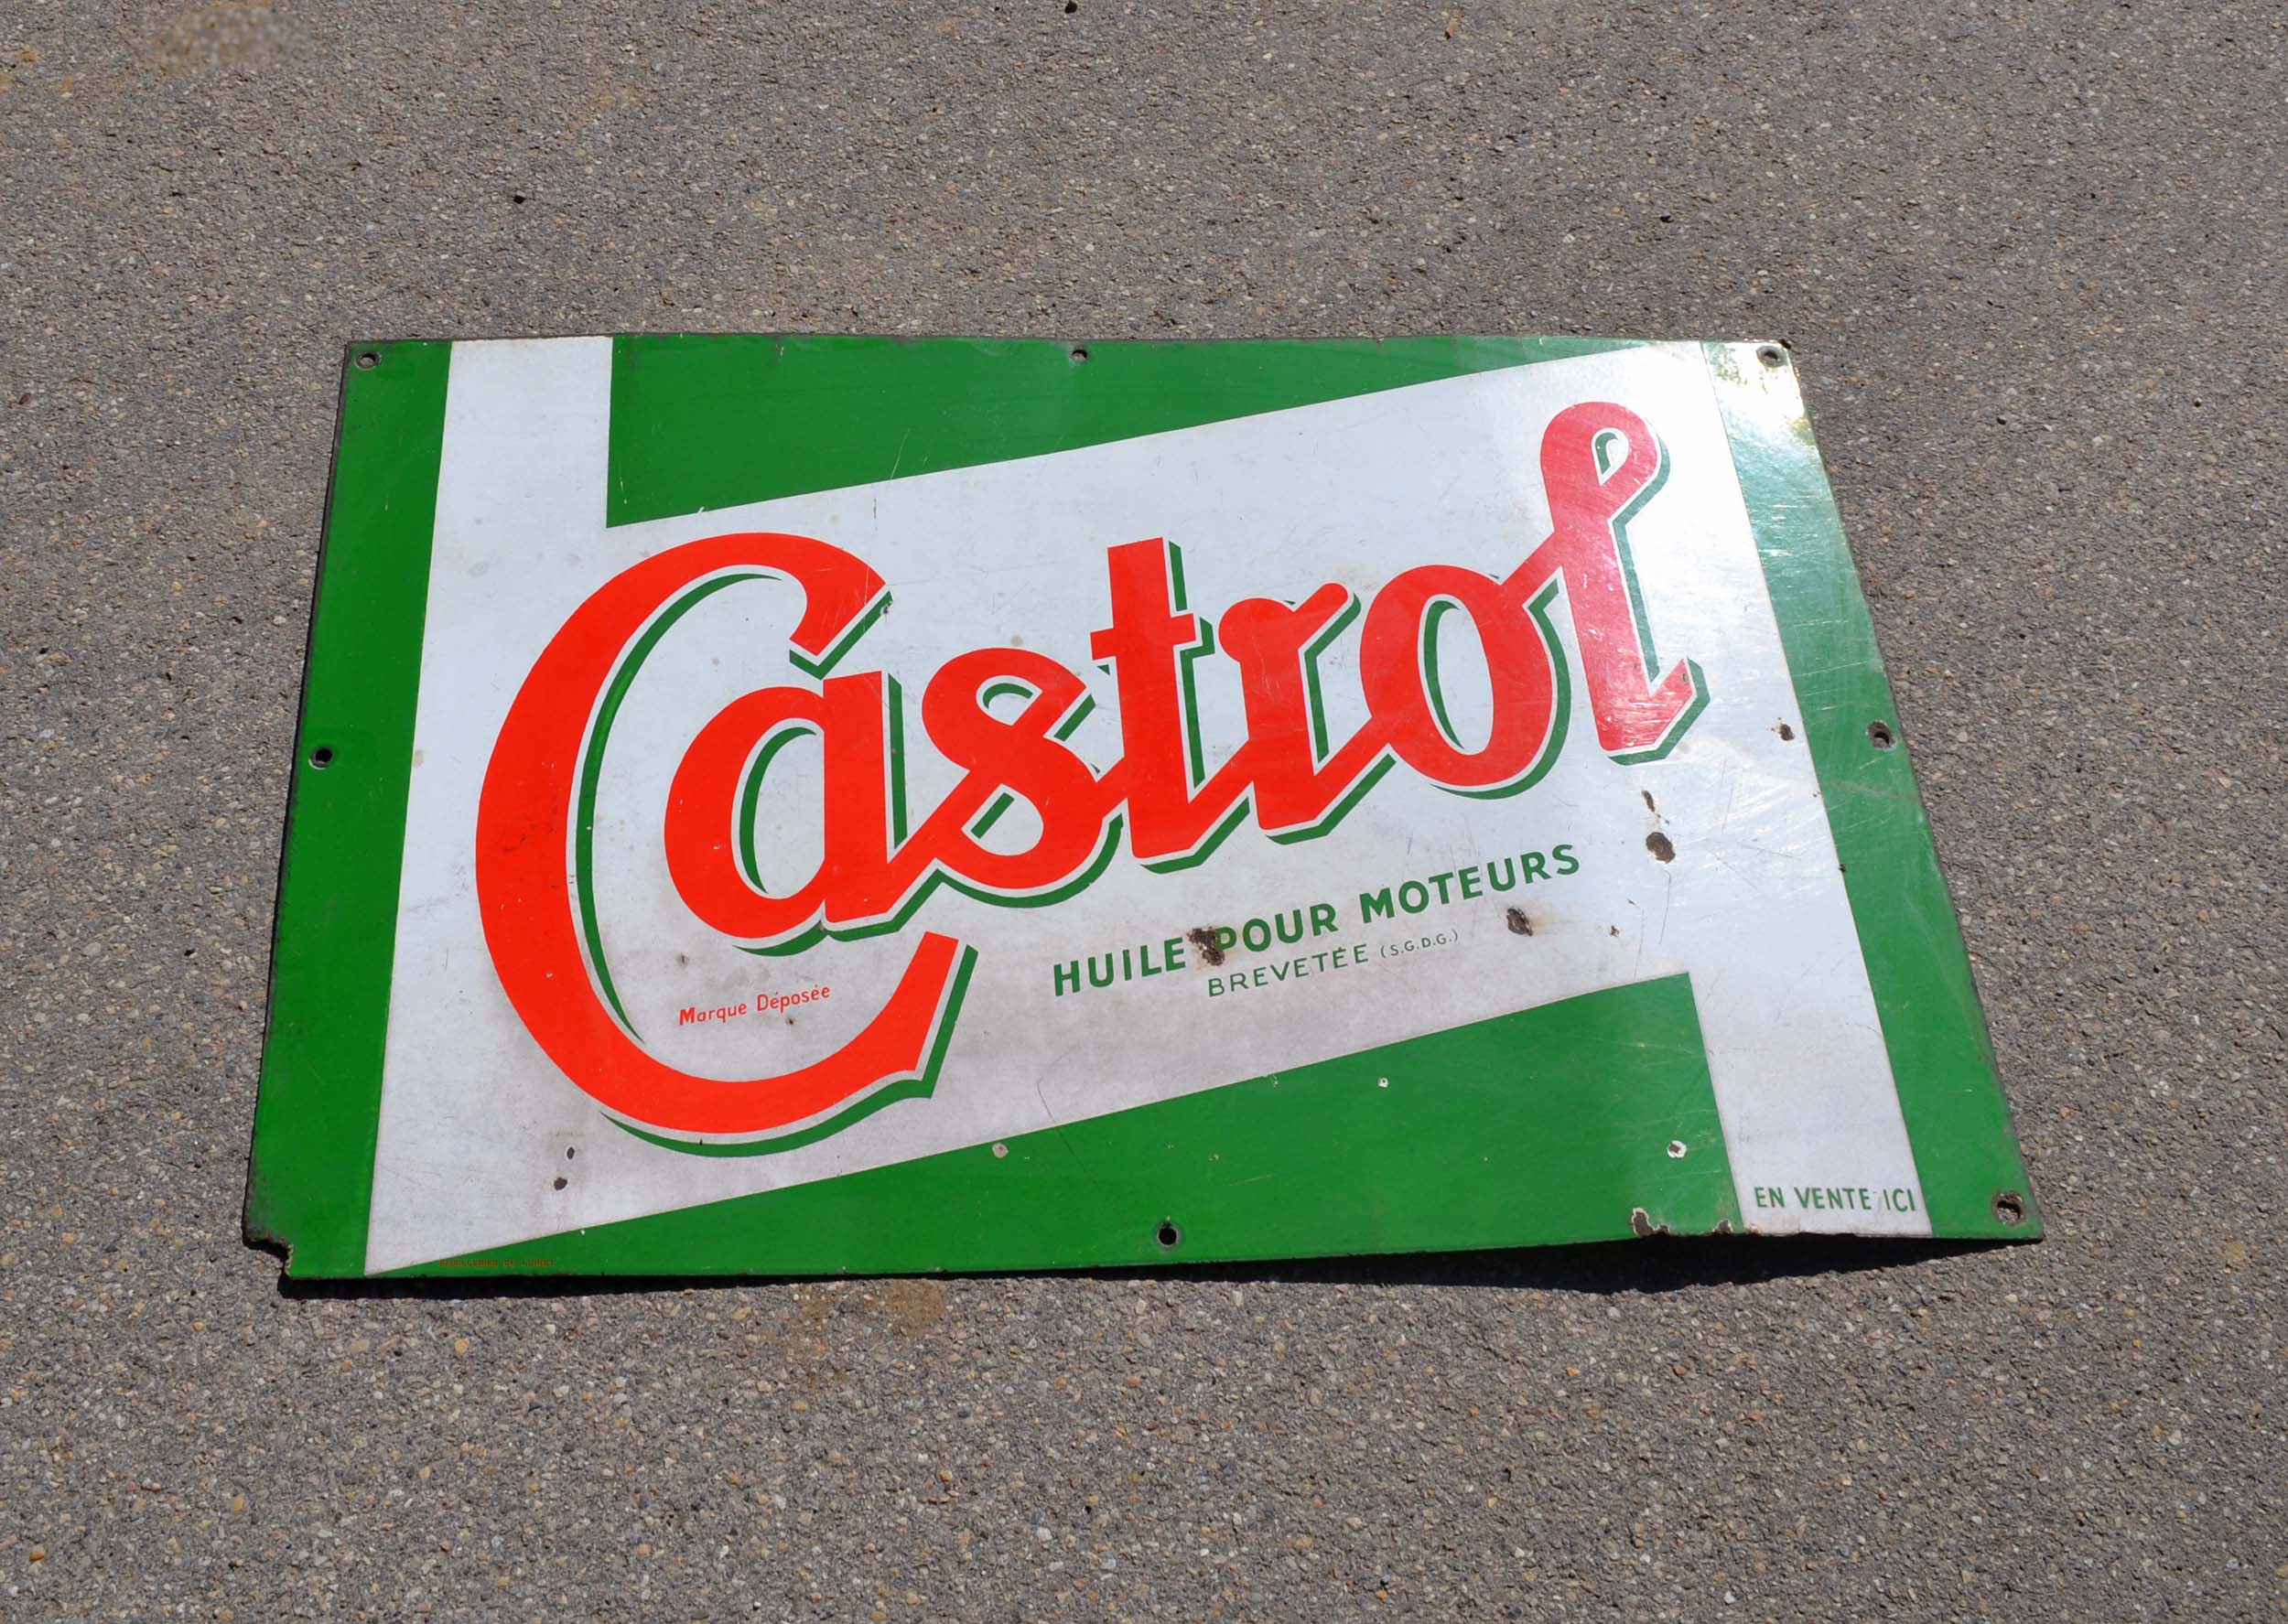 Castrol
HUILE POUR MOTEURS
BREVETÉE (S.G.D.G.)
Marque Déposée
EN VENTE ICI